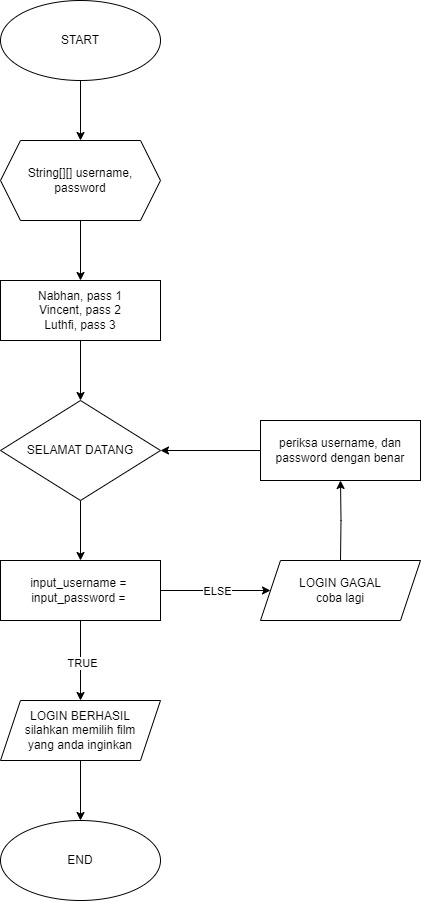 START
String[][] username,
password
Nabhan, pass 1
Vincent, pass 2
Luthfi, pass 3
SELAMAT DATANG
periksa username, dan
password dengan benar
input_username =
input_password =
ELSE
LOGIN GAGAL
coba lagi
TRUE
LOGIN BERHASIL
silahkan memilih film
yang anda inginkan
END